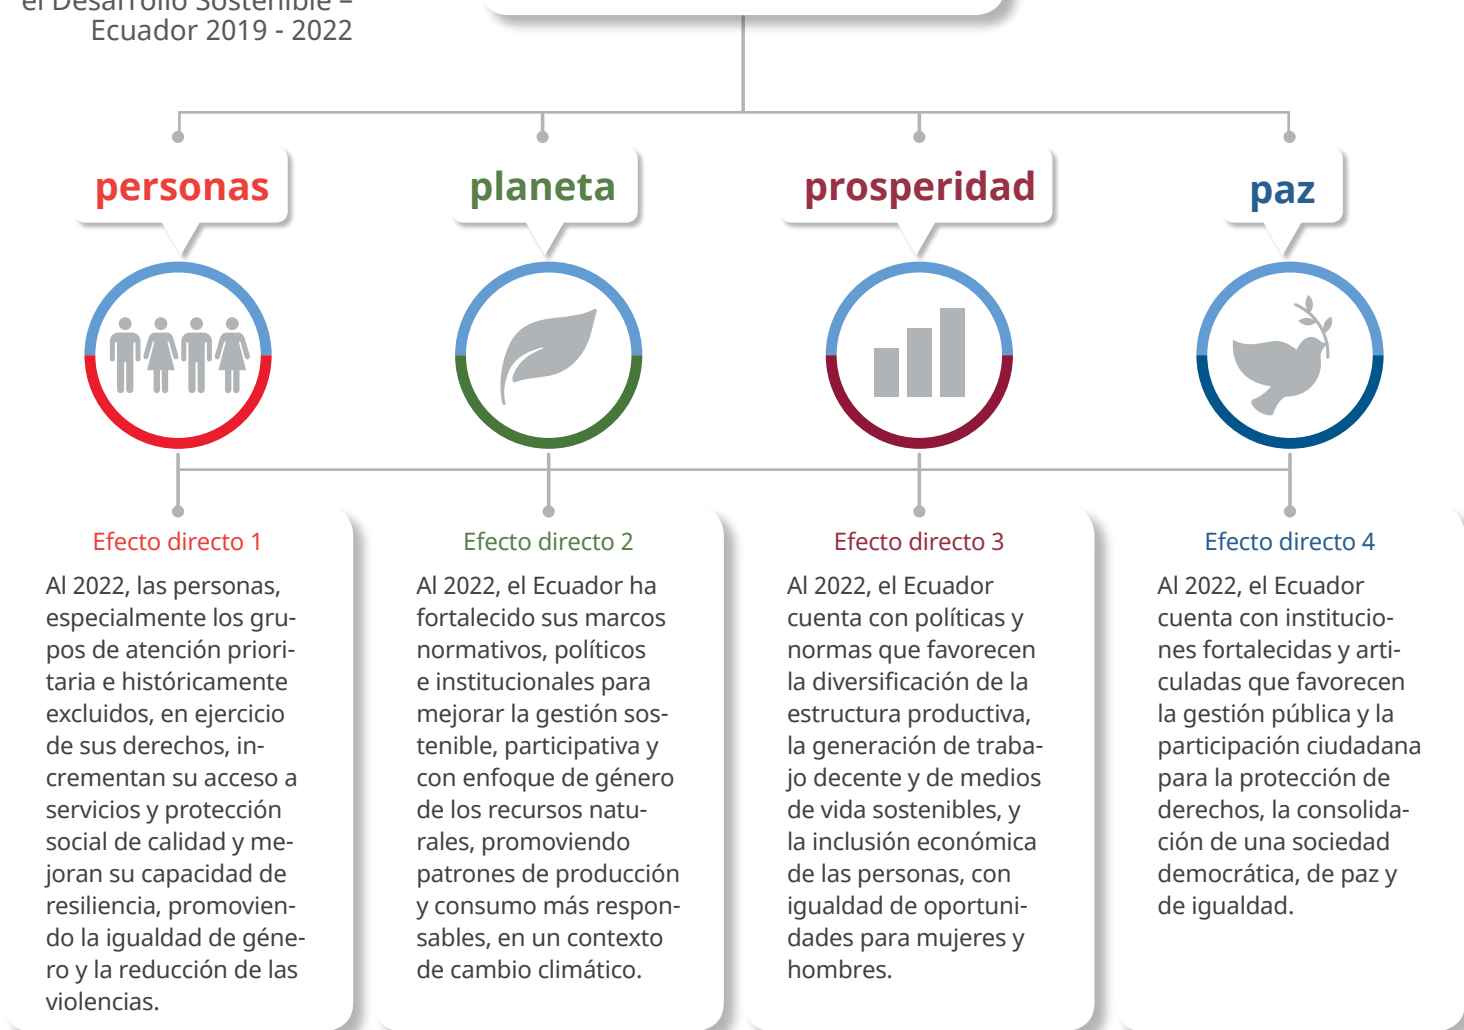 el Desarrollo Sostenible –
Ecuador 2019 - 2022
personas
planeta
prosperidad
paz
Efecto directo 1
Al 2022, las personas,
especialmente los gru-
pos de atención priori-
taria e históricamente
excluidos, en ejercicio
de sus derechos, in-
crementan su acceso a
servicios y protección
social de calidad y me-
joran su capacidad de
resiliencia, promovien-
do la igualdad de géne-
ro y la reducción de las
violencias.
Efecto directo 2
Al 2022, el Ecuador ha
fortalecido sus marcos
normativos, políticos
e institucionales para
mejorar la gestión sos-
tenible, participativa y
con enfoque de género
de los recursos natu-
rales, promoviendo
patrones de producción
y consumo más respon-
sables, en un contexto
de cambio climático.
Efecto directo 3
Al 2022, el Ecuador
cuenta con políticas y
normas que favorecen
la diversificación de la
estructura productiva,
la generación de traba-
jo decente y de medios
de vida sostenibles, y
la inclusión económica
de las personas, con
igualdad de oportuni-
dades para mujeres y
hombres.
Efecto directo 4
Al 2022, el Ecuador
cuenta con institucio-
nes fortalecidas y arti-
culadas que favorecen
la gestión pública y la
participación ciudadana
para la protección de
derechos, la consolida-
ción de una sociedad
democrática, de paz y
de igualdad.